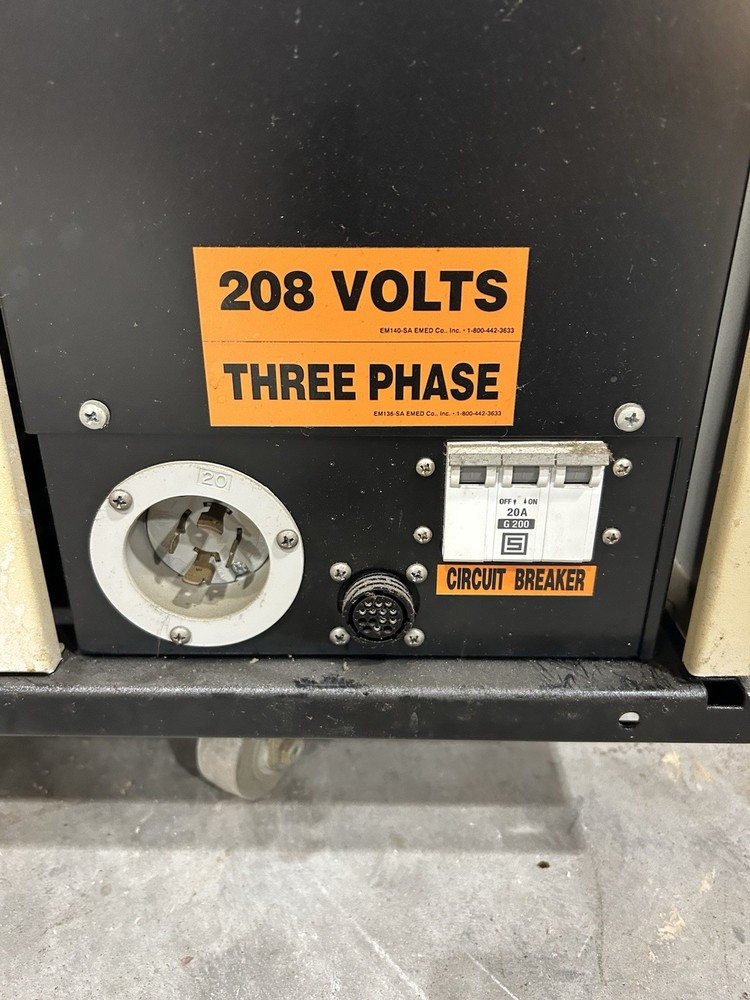 208 VOLTS
EM140-SA EMED Co., Inc. • 1-800-442-3633
THREE PHASE
EM136-SA EMED Co., Inc. • 1-800-442-3633
20
OFF↑ ↓ON
20A
G 200
CIRCUIT BREAKER